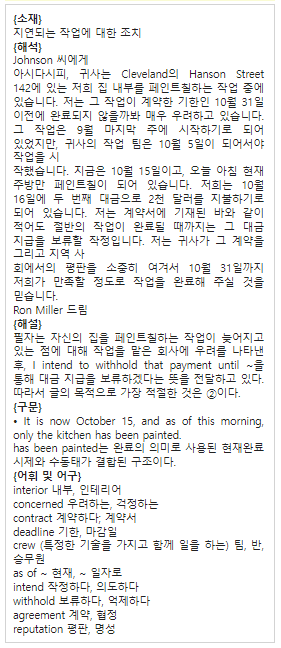 {소재}
지연되는 작업에 대한 조치
{해석}
Johnson 씨에게
아시다시피, 귀사는 Cleveland의 Hanson Street
142에 있는 저희 집 내부를 페인트칠하는 작업 중에
있습니다. 저는 그 작업이 계약한 기한인 10월 31일
이전에 완료되지 않을까봐 매우 우려하고 있습니다.
그 작업은 9월 마지막 주에 시작하기로 되어
있었지만, 귀사의 작업 팀은 10월 5일이 되어서야
작업을 시
작했습니다. 지금은 10월 15일이고, 오늘 아침 현재
주방만 페인트칠이 되어 있습니다. 저희는 10월
16일에 두 번째 대금으로 2천 달러를 지불하기로
되어 있습니다. 저는 계약서에 기재된 바와 같이
적어도 절반의 작업이 완료될 때까지는 그 대금
지급을 보류할 작정입니다. 저는 귀사가 그 계약을
그리고 지역 사
회에서의 평판을 소중히 여겨서 10월 31일까지
저희가 만족할 정도로 작업을 완료해 주실 것을
믿습니다.
Ron Miller 드림
{해설}
필자는 자신의 집을 페인트칠하는 작업이 늦어지고
있는 점에 대해 작업을 맡은 회사에 우려를 나타낸
후, I intend to withhold that payment until ~을
통해 대금 지급을 보류하겠다는 뜻을 전달하고 있다.
따라서 글의 목적으로 가장 적절한 것은 ②이다.
{구문}
• It is now October 15, and as of this morning,
only the kitchen has been painted.
has been painted는 완료의 의미로 사용된 현재완료
시제와 수동태가 결합된 구조이다.
{어휘 및 어구}
interior 내부, 인테리어
concerned 우려하는, 걱정하는
contract 계약하다; 계약서
deadline 기한, 마감일
crew (특정한 기술을 가지고 함께 일을 하는) 팀, 반,
승무원
as of ~ 현재, ~ 일자로
intend 작정하다, 의도하다
withhold 보류하다, 억제하다
agreement 계약, 협정
reputation 평판, 명성